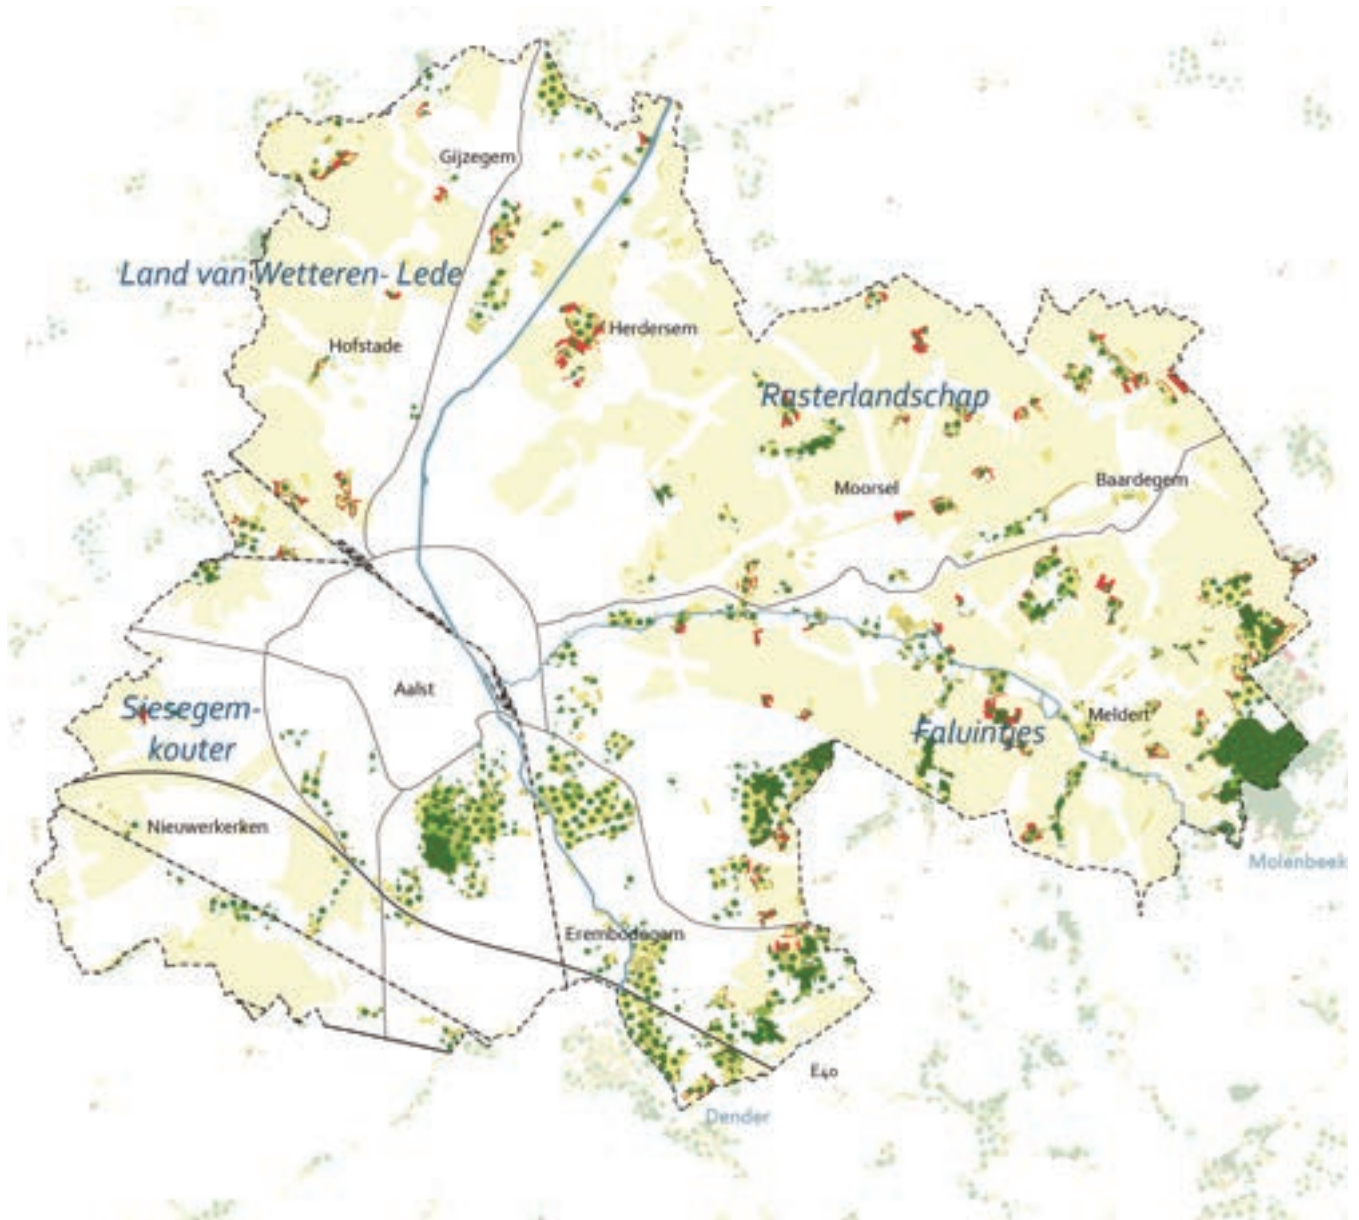 Gijzegem
Land van Wetteren- Lede
Herdersem
Hofstade
Rasterlandschap
Moorsel
Baardegem
Aalst
Siesegem-
kouter
Faluintjes
Meldert
Nieuwerkerken
Molenbeek
Erembodegem
E40
Dender